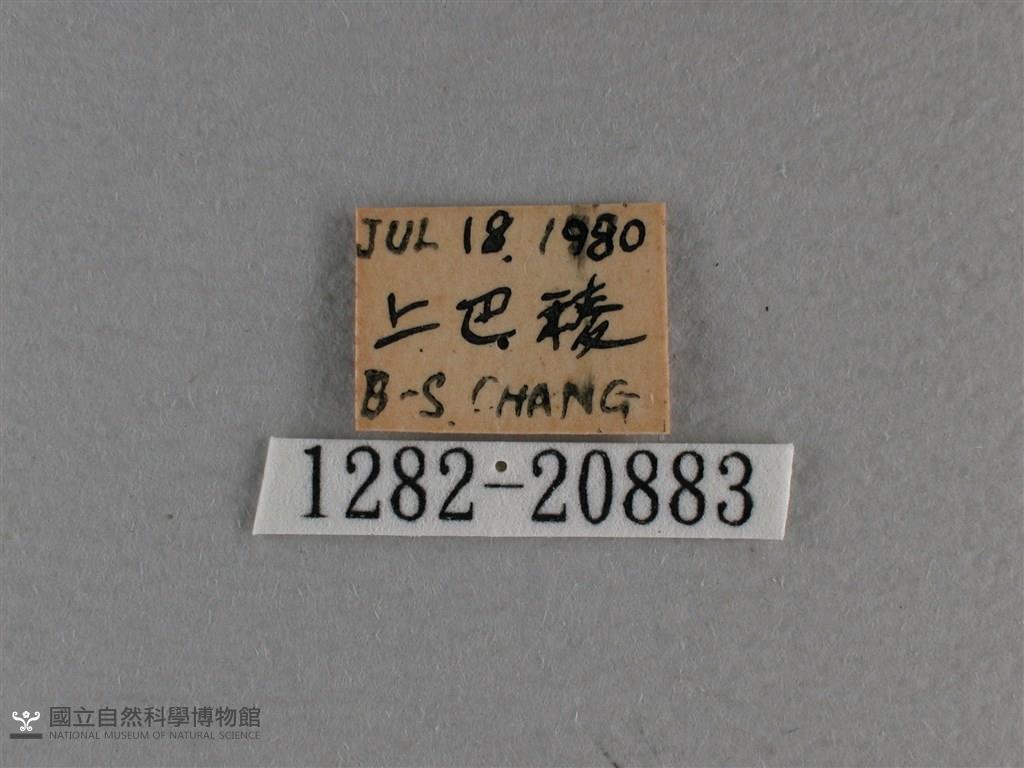 JUL 18. 1980
上巴稜
B-S. CHANG
1282-20883
國立自然科學博物館
NATIONAL MUSEUM OF NATURAL SCIENCE